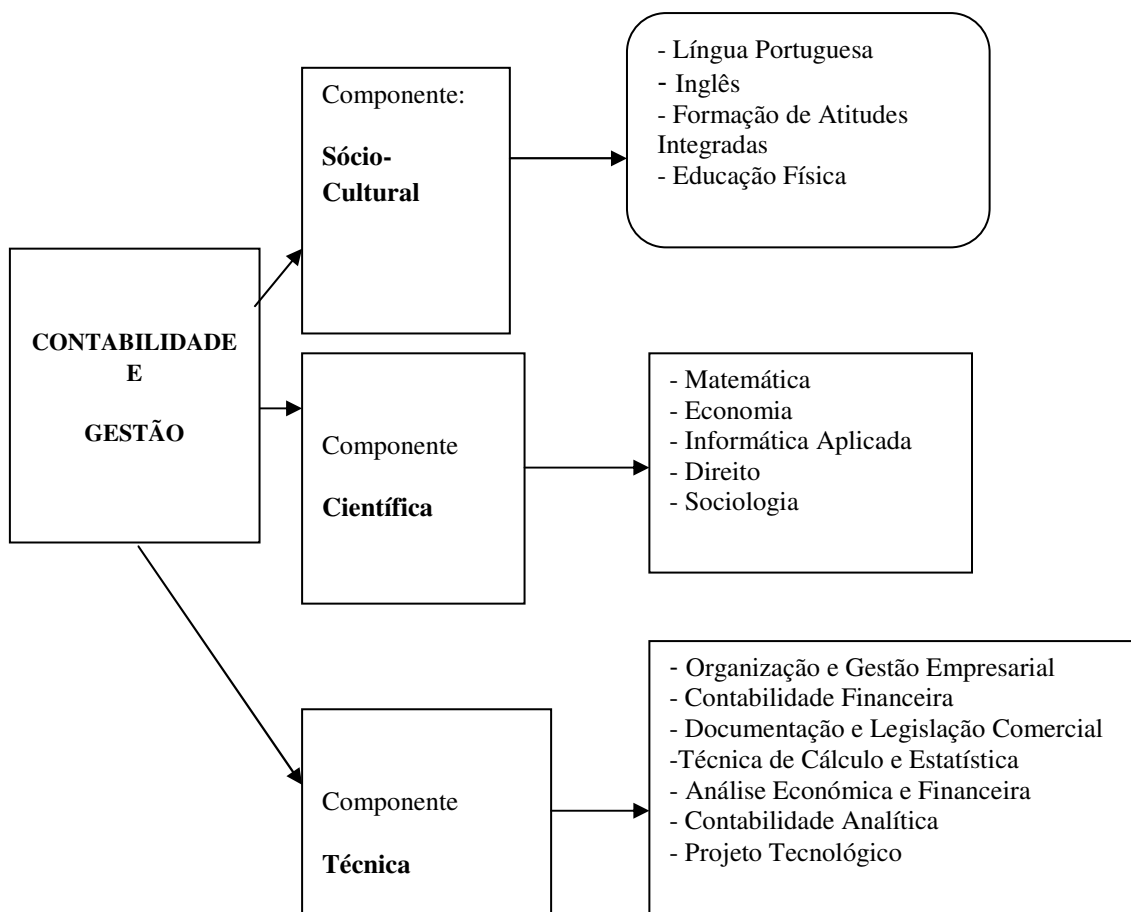 CONTABILIDADE
E
GESTÃO
Componente:
Sócio-
Cultural
- Língua Portuguesa
- Inglês
- Formação de Atitudes
Integradas
- Educação Física
Componente
Científica
- Matemática
- Economia
- Informática Aplicada
- Direito
- Sociologia
Componente
Técnica
- Organização e Gestão Empresarial
- Contabilidade Financeira
- Documentação e Legislação Comercial
-Técnica de Cálculo e Estatística
- Análise Económica e Financeira
- Contabilidade Analítica
- Projeto Tecnológico